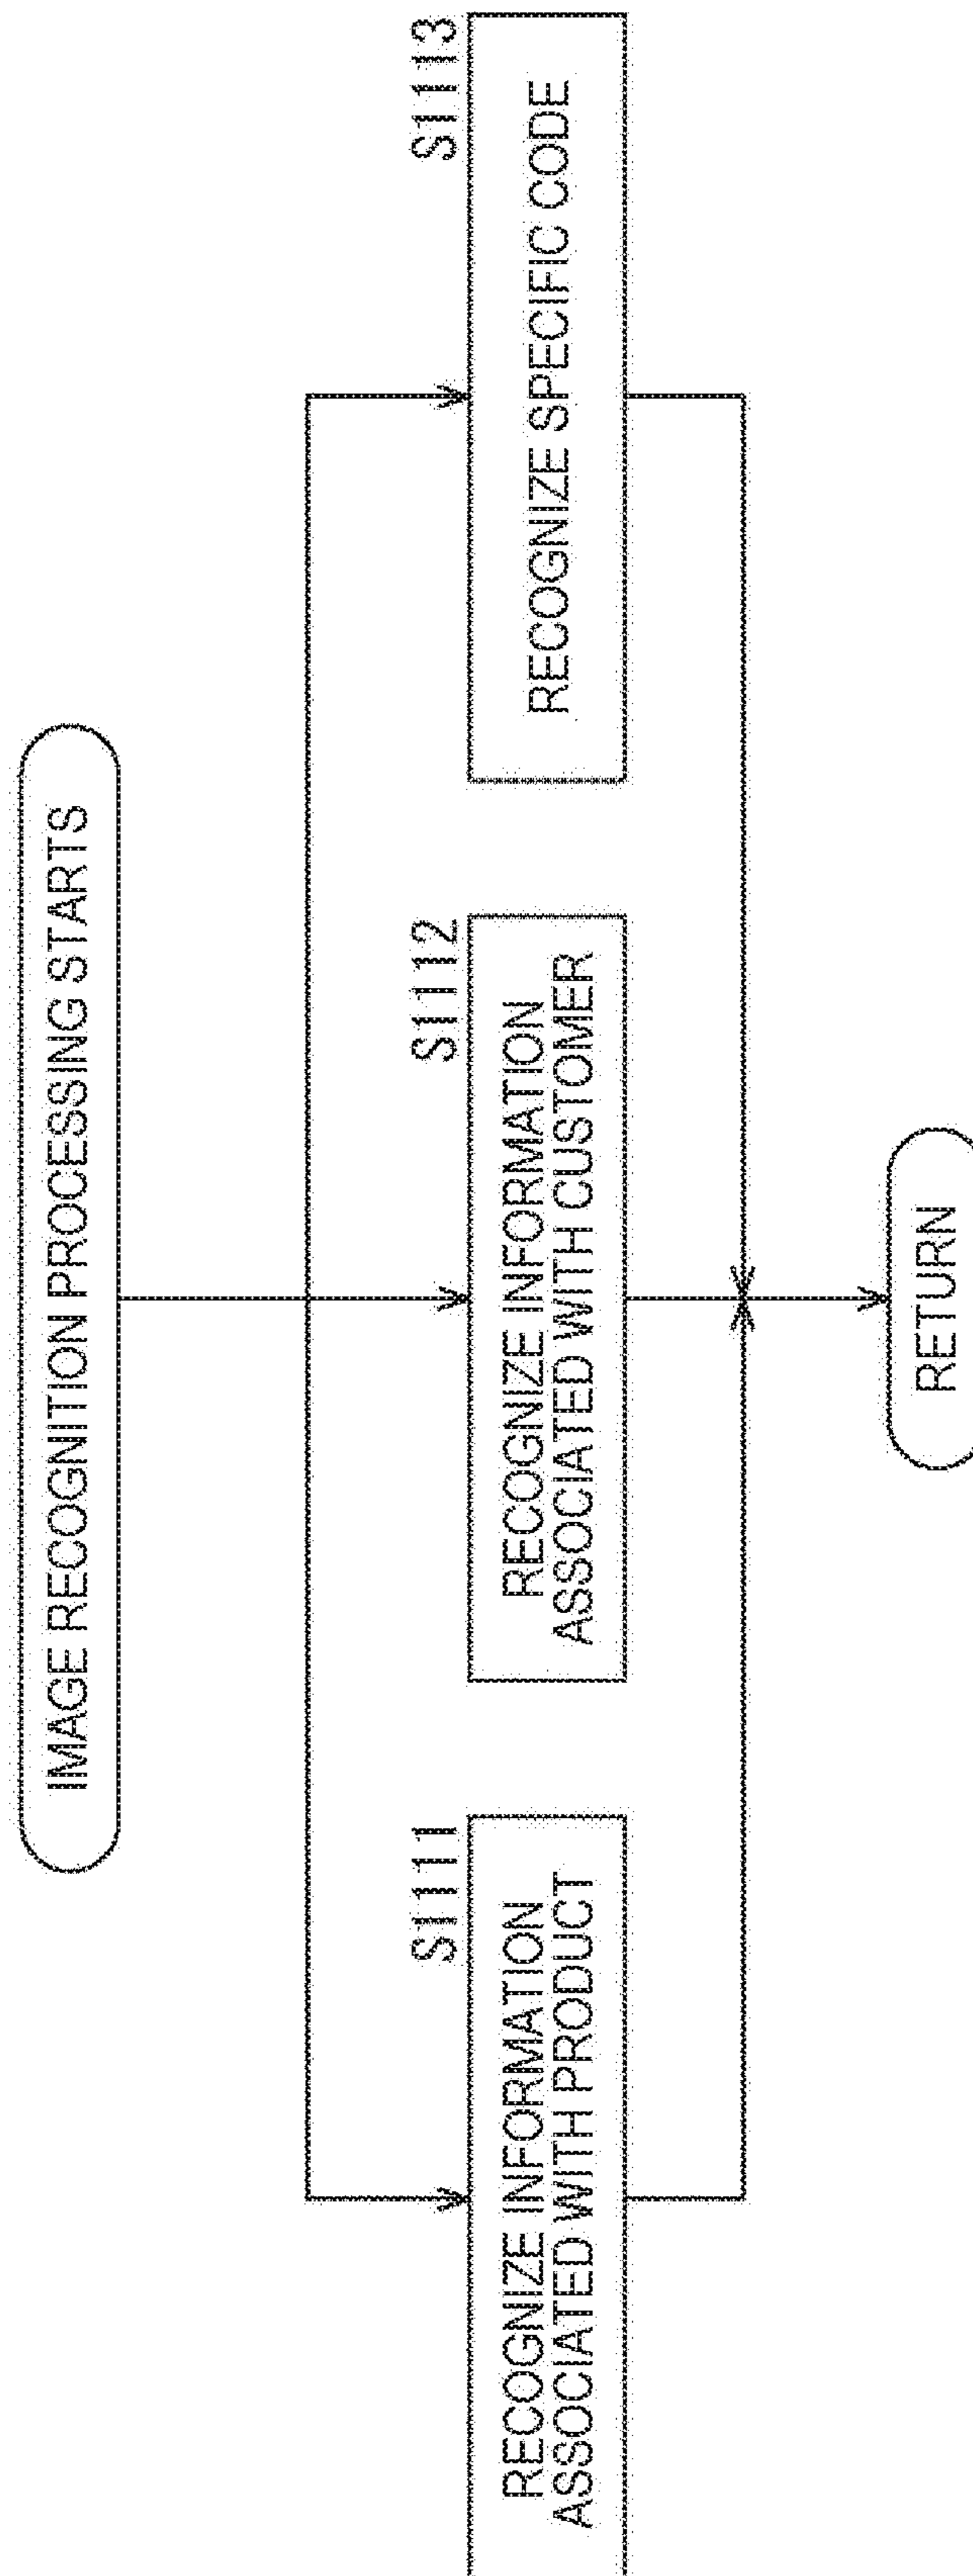 IMAGE RECOGNITION PROCESSING STARTS
S1111
RECOGNIZE INFORMATION
ASSOCIATED WITH PRODUCT
S1112
RECOGNIZE INFORMATION
ASSOCIATED WITH CUSTOMER
S1113
RECOGNIZE SPECIFIC CODE
RETURN